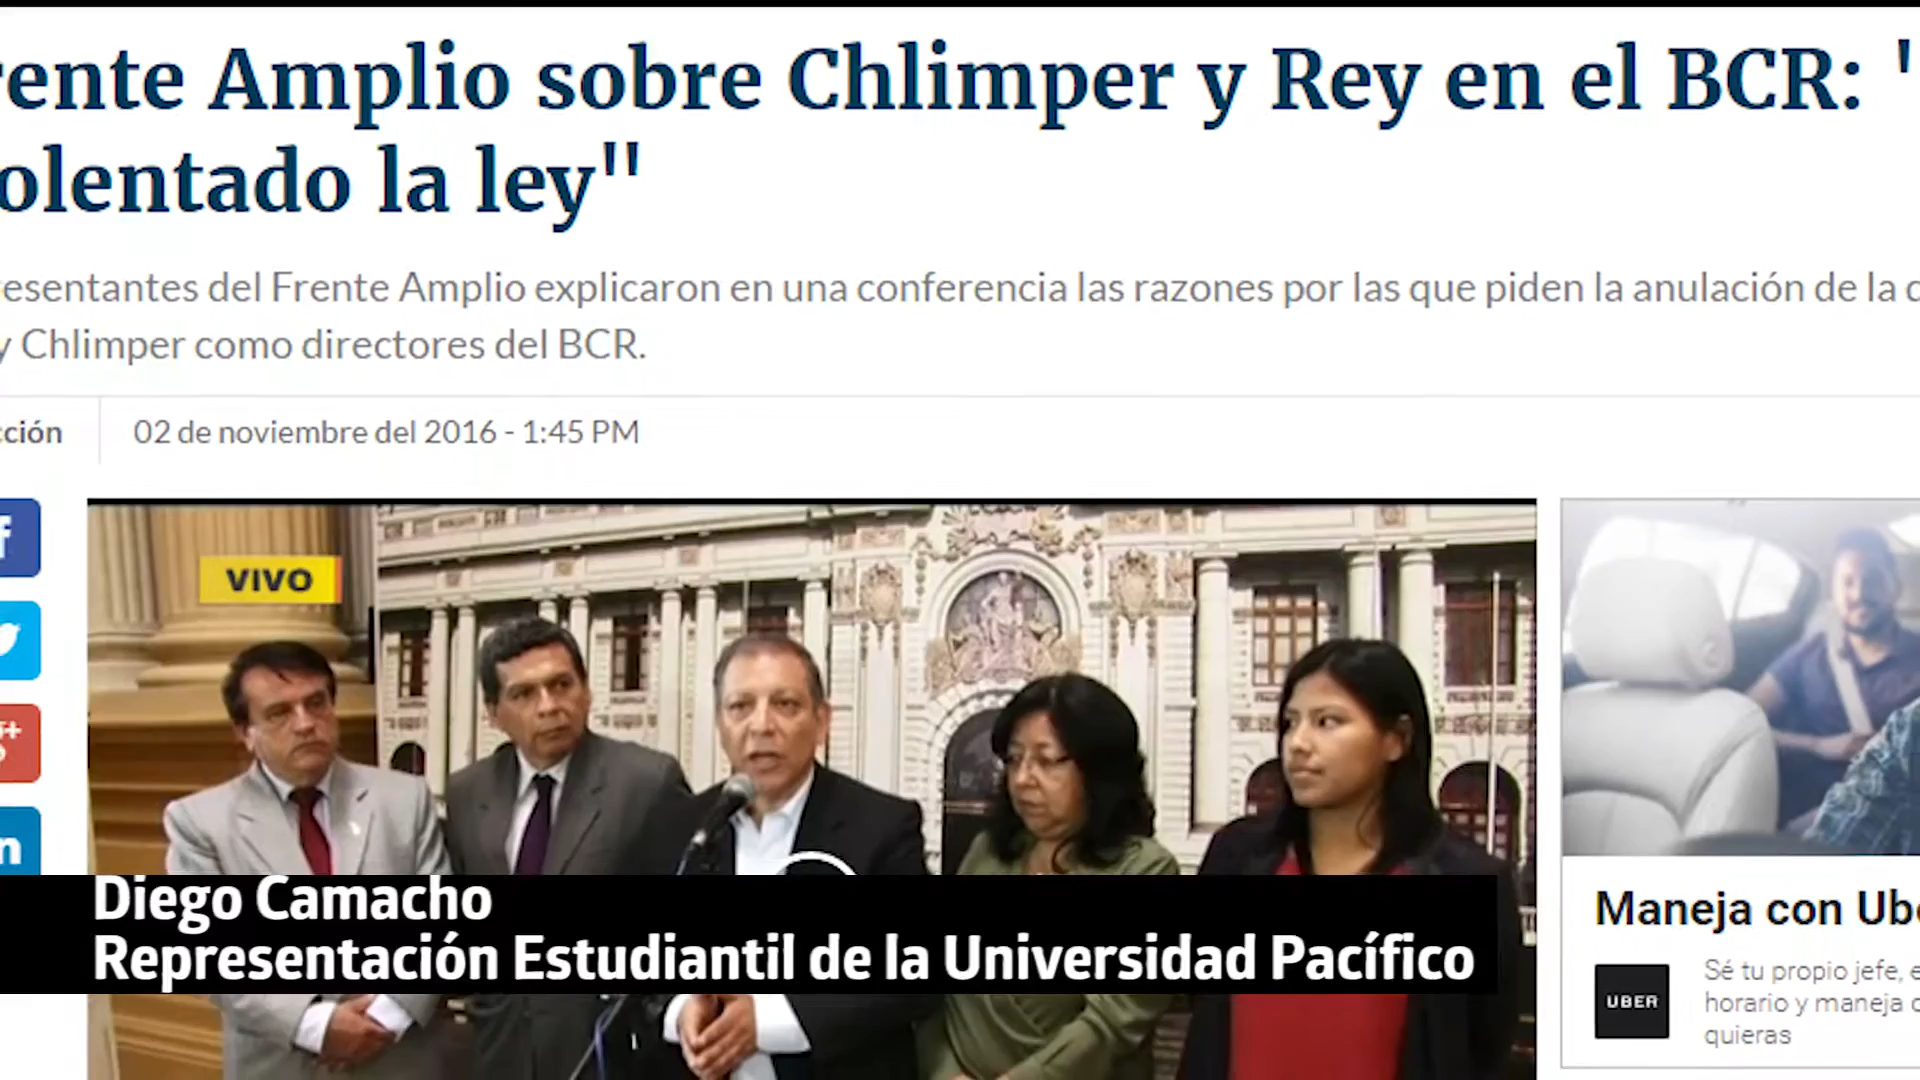 rente Amplio sobre Chlimper y Rey en el BCR: "
olentado la ley"
esentantes del Frente Amplio explicaron en una conferencia las razones por las que piden la anulación de la
y Chlimper como directores del BCR.
cción
02 de noviembre del 2016 - 1:45 PM
f
VIVO
n
Diego Camacho
Representación Estudiantil de la Universidad Pacífico
Maneja con Ub
UBER
Sé tu propio jefe,
horario y maneja
quieras